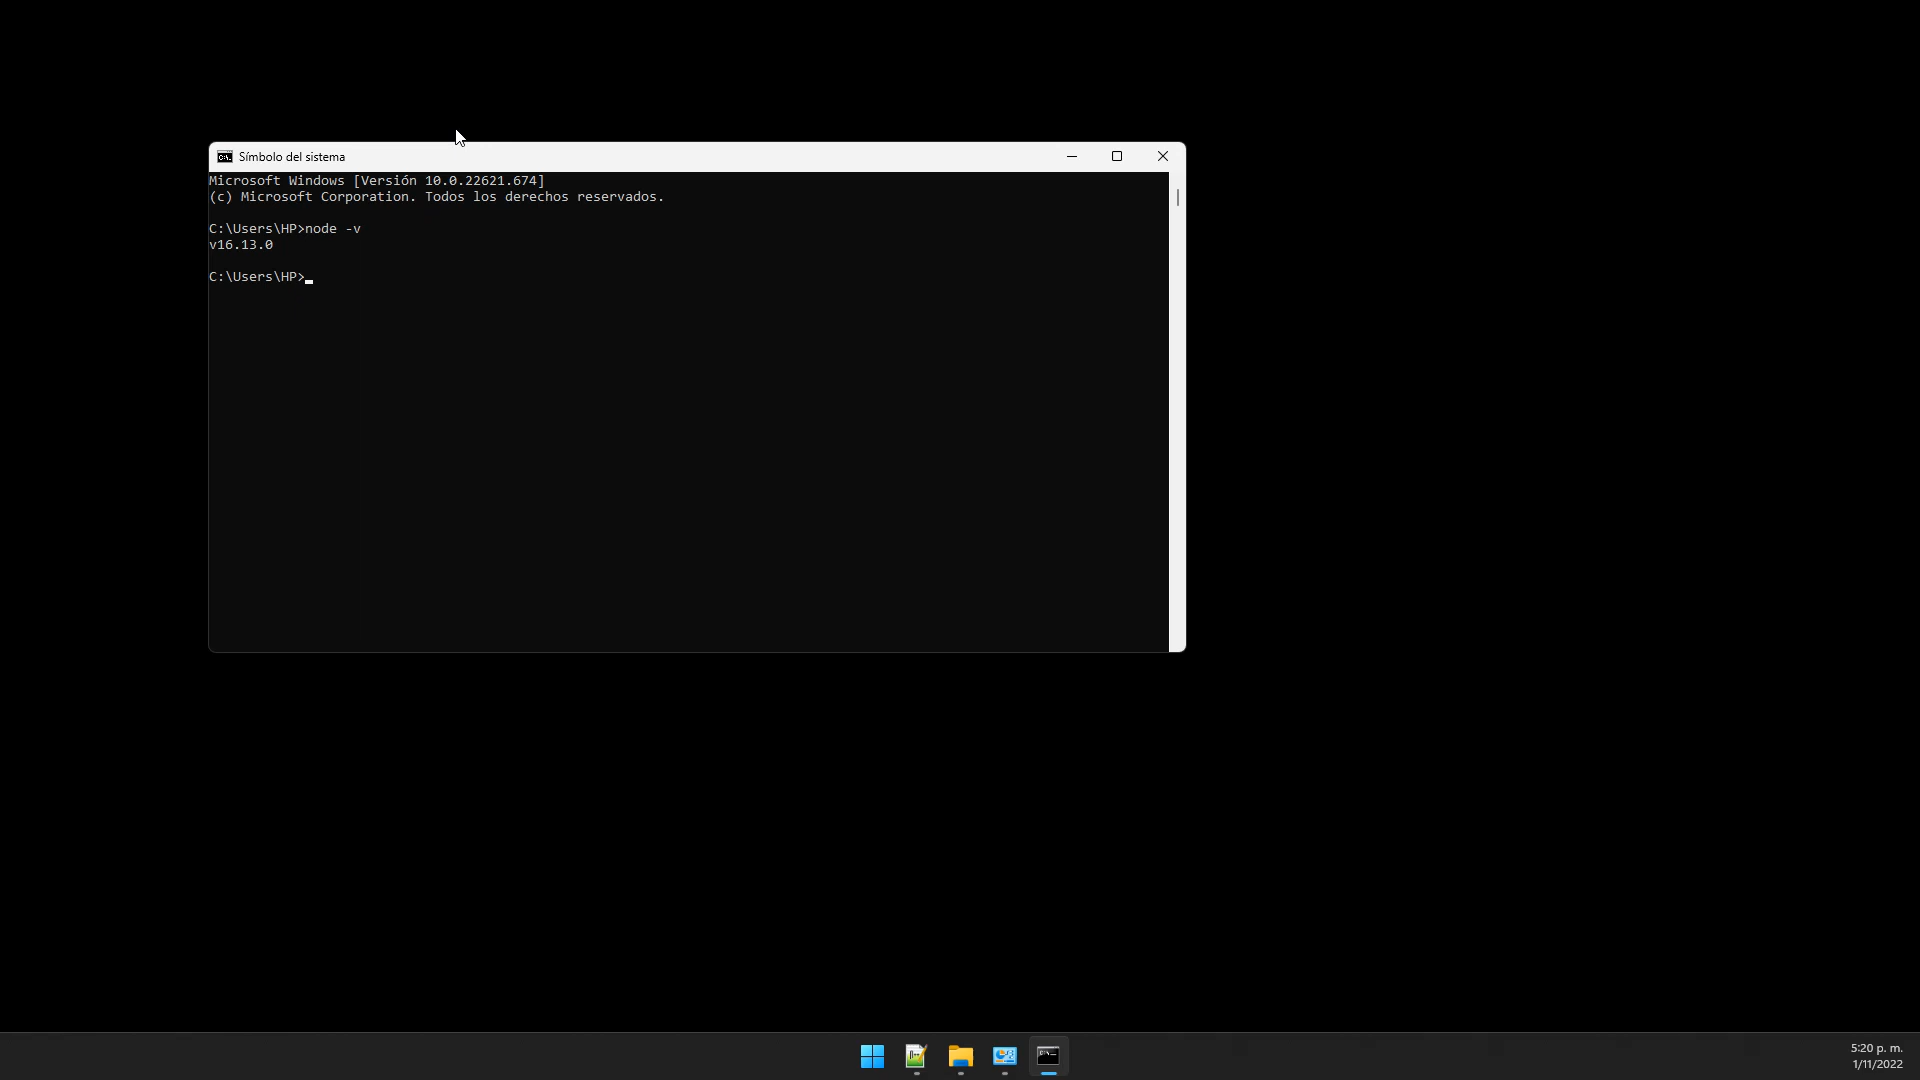 Símbolo del sistema
Microsoft Windows [Versión 10.0.22621.674]
(c) Microsoft Corporation. Todos los derechos reservados.
C:\Users\HP>node -v
v16.13.0
C:\Users\HP>
5:20 p. m.
1/11/2022